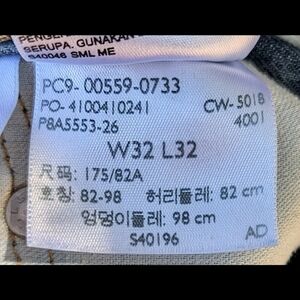 SERUPA. GUNAKAN
S40046 SML ME
PC9- 00559-0733
PO-4100410241 CW-5018
P8A5553-26 4001
W32 L32
尺码: 175/82A
호칭: 82-98 허리둘레: 82 cm
엉덩이둘레: 98 cm
S40196 AD